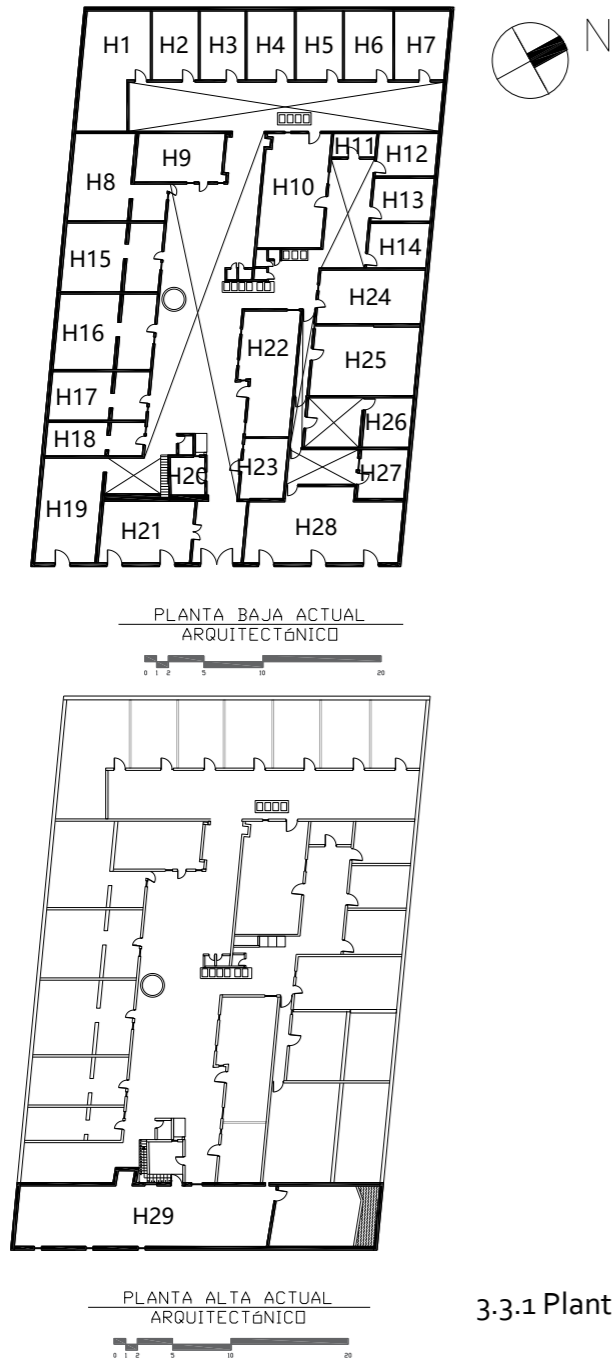 H1 H2 H3 H4 H5 H6 H7
N
H9 H11 H12
H8 H10 H13
H15 H14
H16 H24
H22 H25
H17
H18 H26
H20 H23 H27
H19
H21 H28
PLANTA BAJA ACTUAL
ARQUITECTóNICO
0 1 2 5 10 20
H29
PLANTA ALTA ACTUAL
ARQUITECTóNICO
0 1 2 5 10 20
3.3.1 Plant